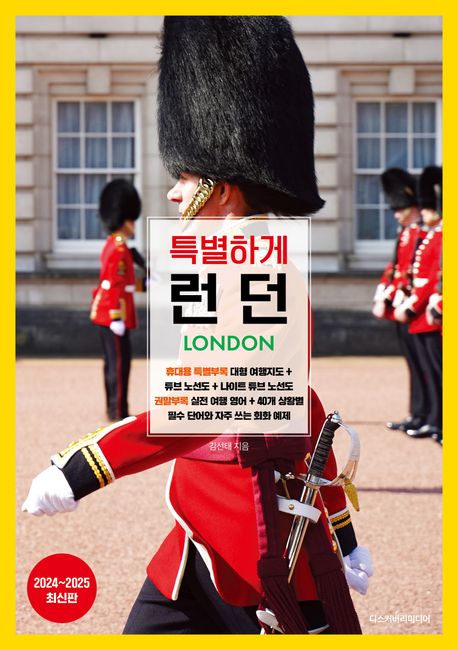 특별하게
런던
LONDON
휴대용 특별부록 대형 여행지도 +
튜브 노선도 + 나이트 튜브 노선도
권말부록 실전 여행 영어 + 40개 상황별
필수 단어와 자주 쓰는 회화 예제
김선태 지음
2024~2025
최신판
디스커버리미디어